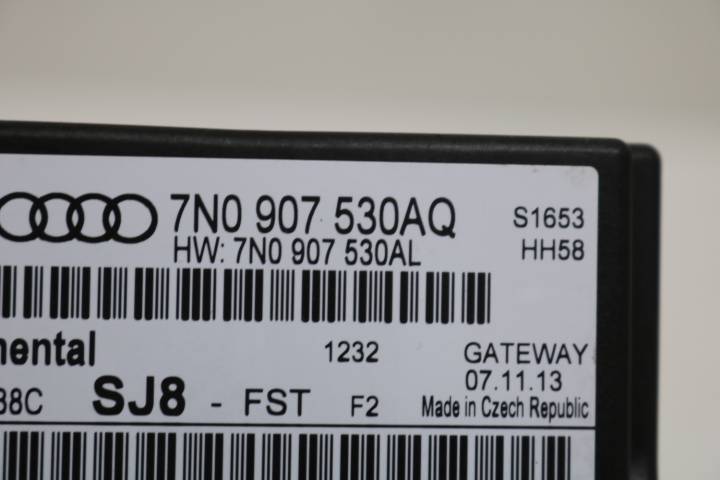 7N0 907 530AQ S1653
HW: 7N0 907 530AL HH58
1232 GATEWAY
07.11.13
SJ8 - FST F2 Made in Czech Republic